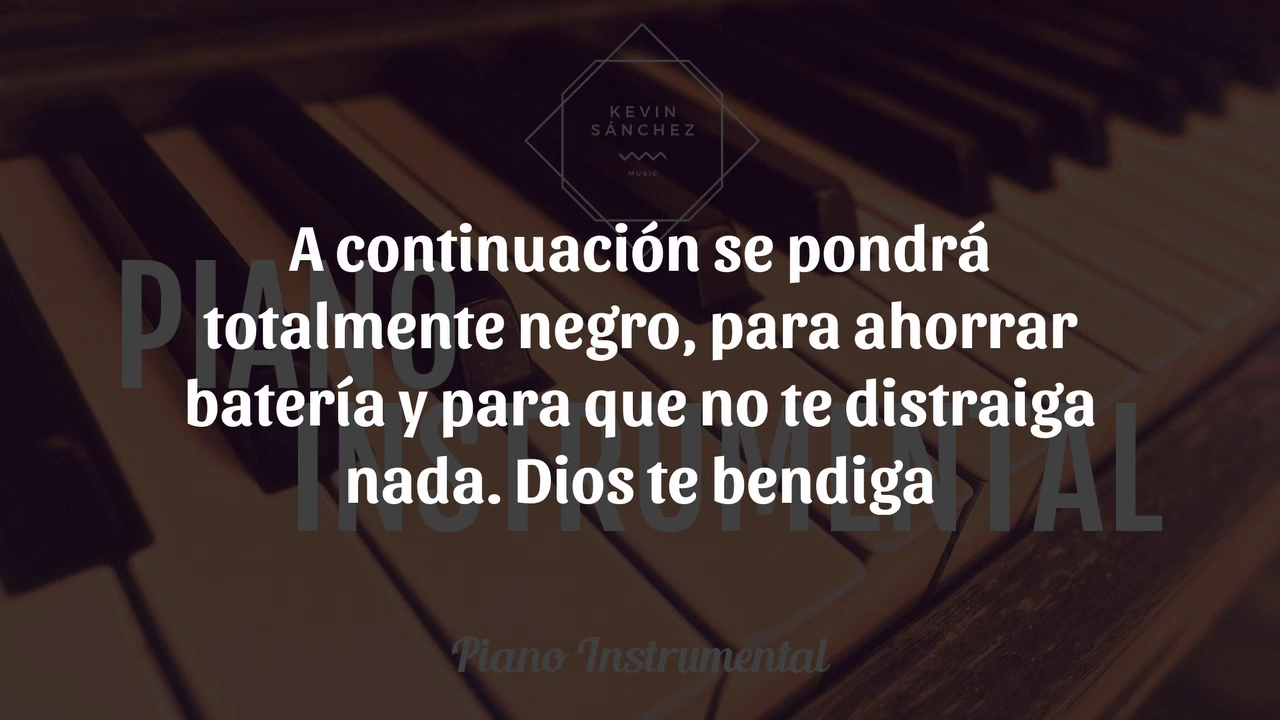 KEVIN
SÁNCHEZ
MUSIC
A continuación se pondrá
totalmente negro, para ahorrar
batería y para que no te distraiga
nada. Dios te bendiga
PIANO
INSTRUMENTAL
Piano Instrumental